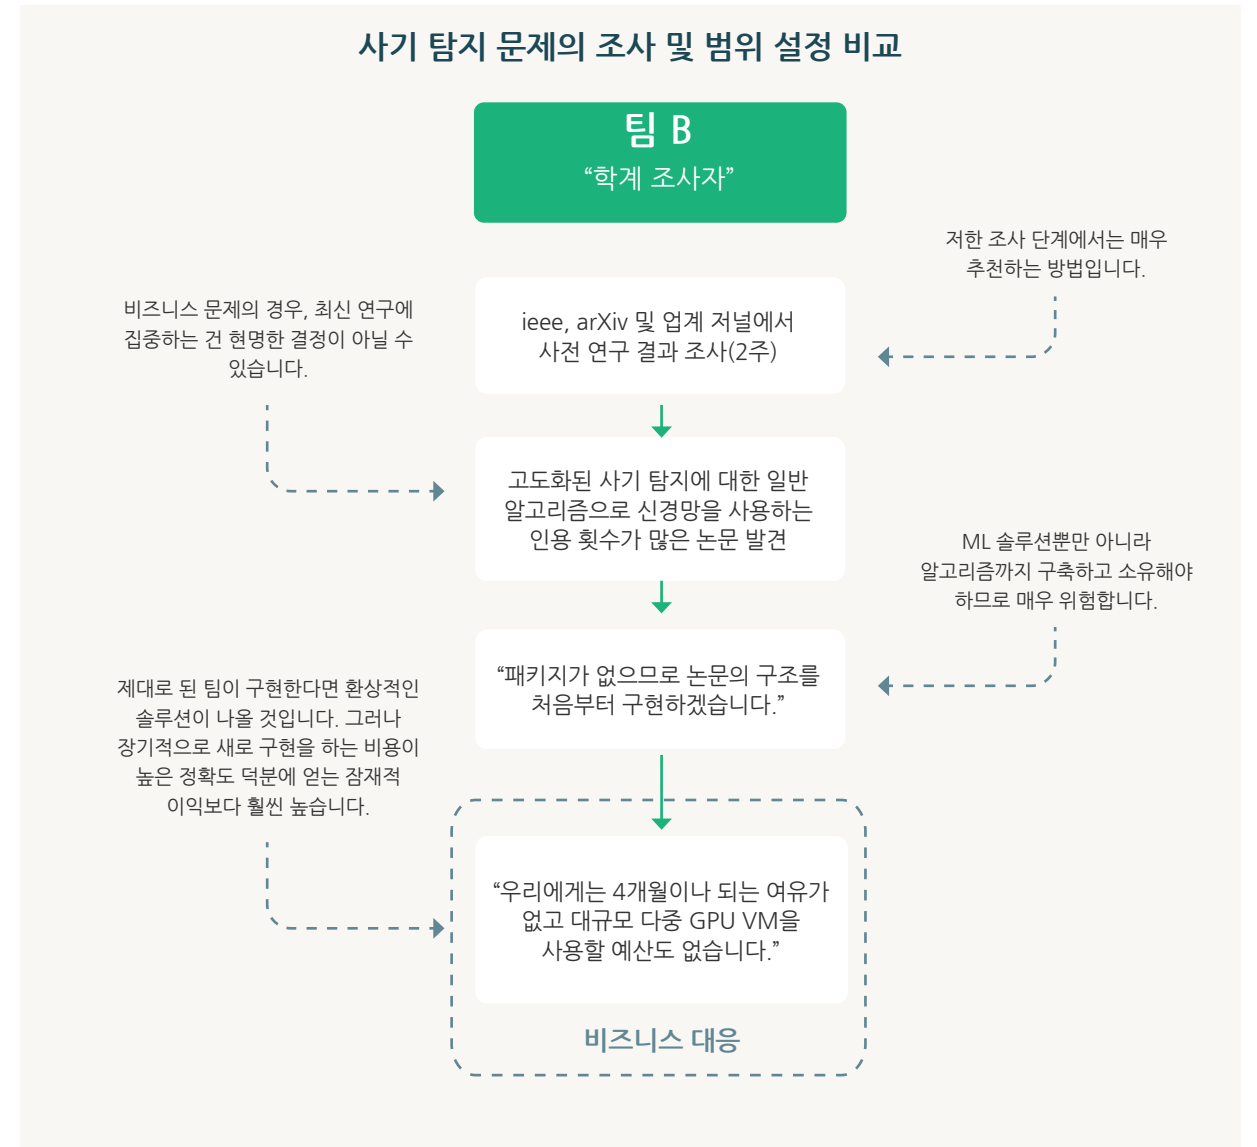 사기 탐지 문제의 조사 및 범위 설정 비교
팀 B
“학계 조사자”
저한 조사 단계에서는 매우
추천하는 방법입니다.
ieee, arXiv 및 업계 저널에서
사전 연구 결과 조사(2주)
비즈니스 문제의 경우, 최신 연구에
집중하는 건 현명한 결정이 아닐 수
있습니다.
고도화된 사기 탐지에 대한 일반
알고리즘으로 신경망을 사용하는
인용 횟수가 많은 논문 발견
ML 솔루션뿐만 아니라
알고리즘까지 구축하고 소유해야
하므로 매우 위험합니다.
“패키지가 없으므로 논문의 구조를
처음부터 구현하겠습니다.”
제대로 된 팀이 구현한다면 환상적인
솔루션이 나올 것입니다. 그러나
장기적으로 새로 구현을 하는 비용이
높은 정확도 덕분에 얻는 잠재적
이익보다 훨씬 높습니다.
“우리에게는 4개월이나 되는 여유가
없고 대규모 다중 GPU VM을
사용할 예산도 없습니다.”
비즈니스 대응